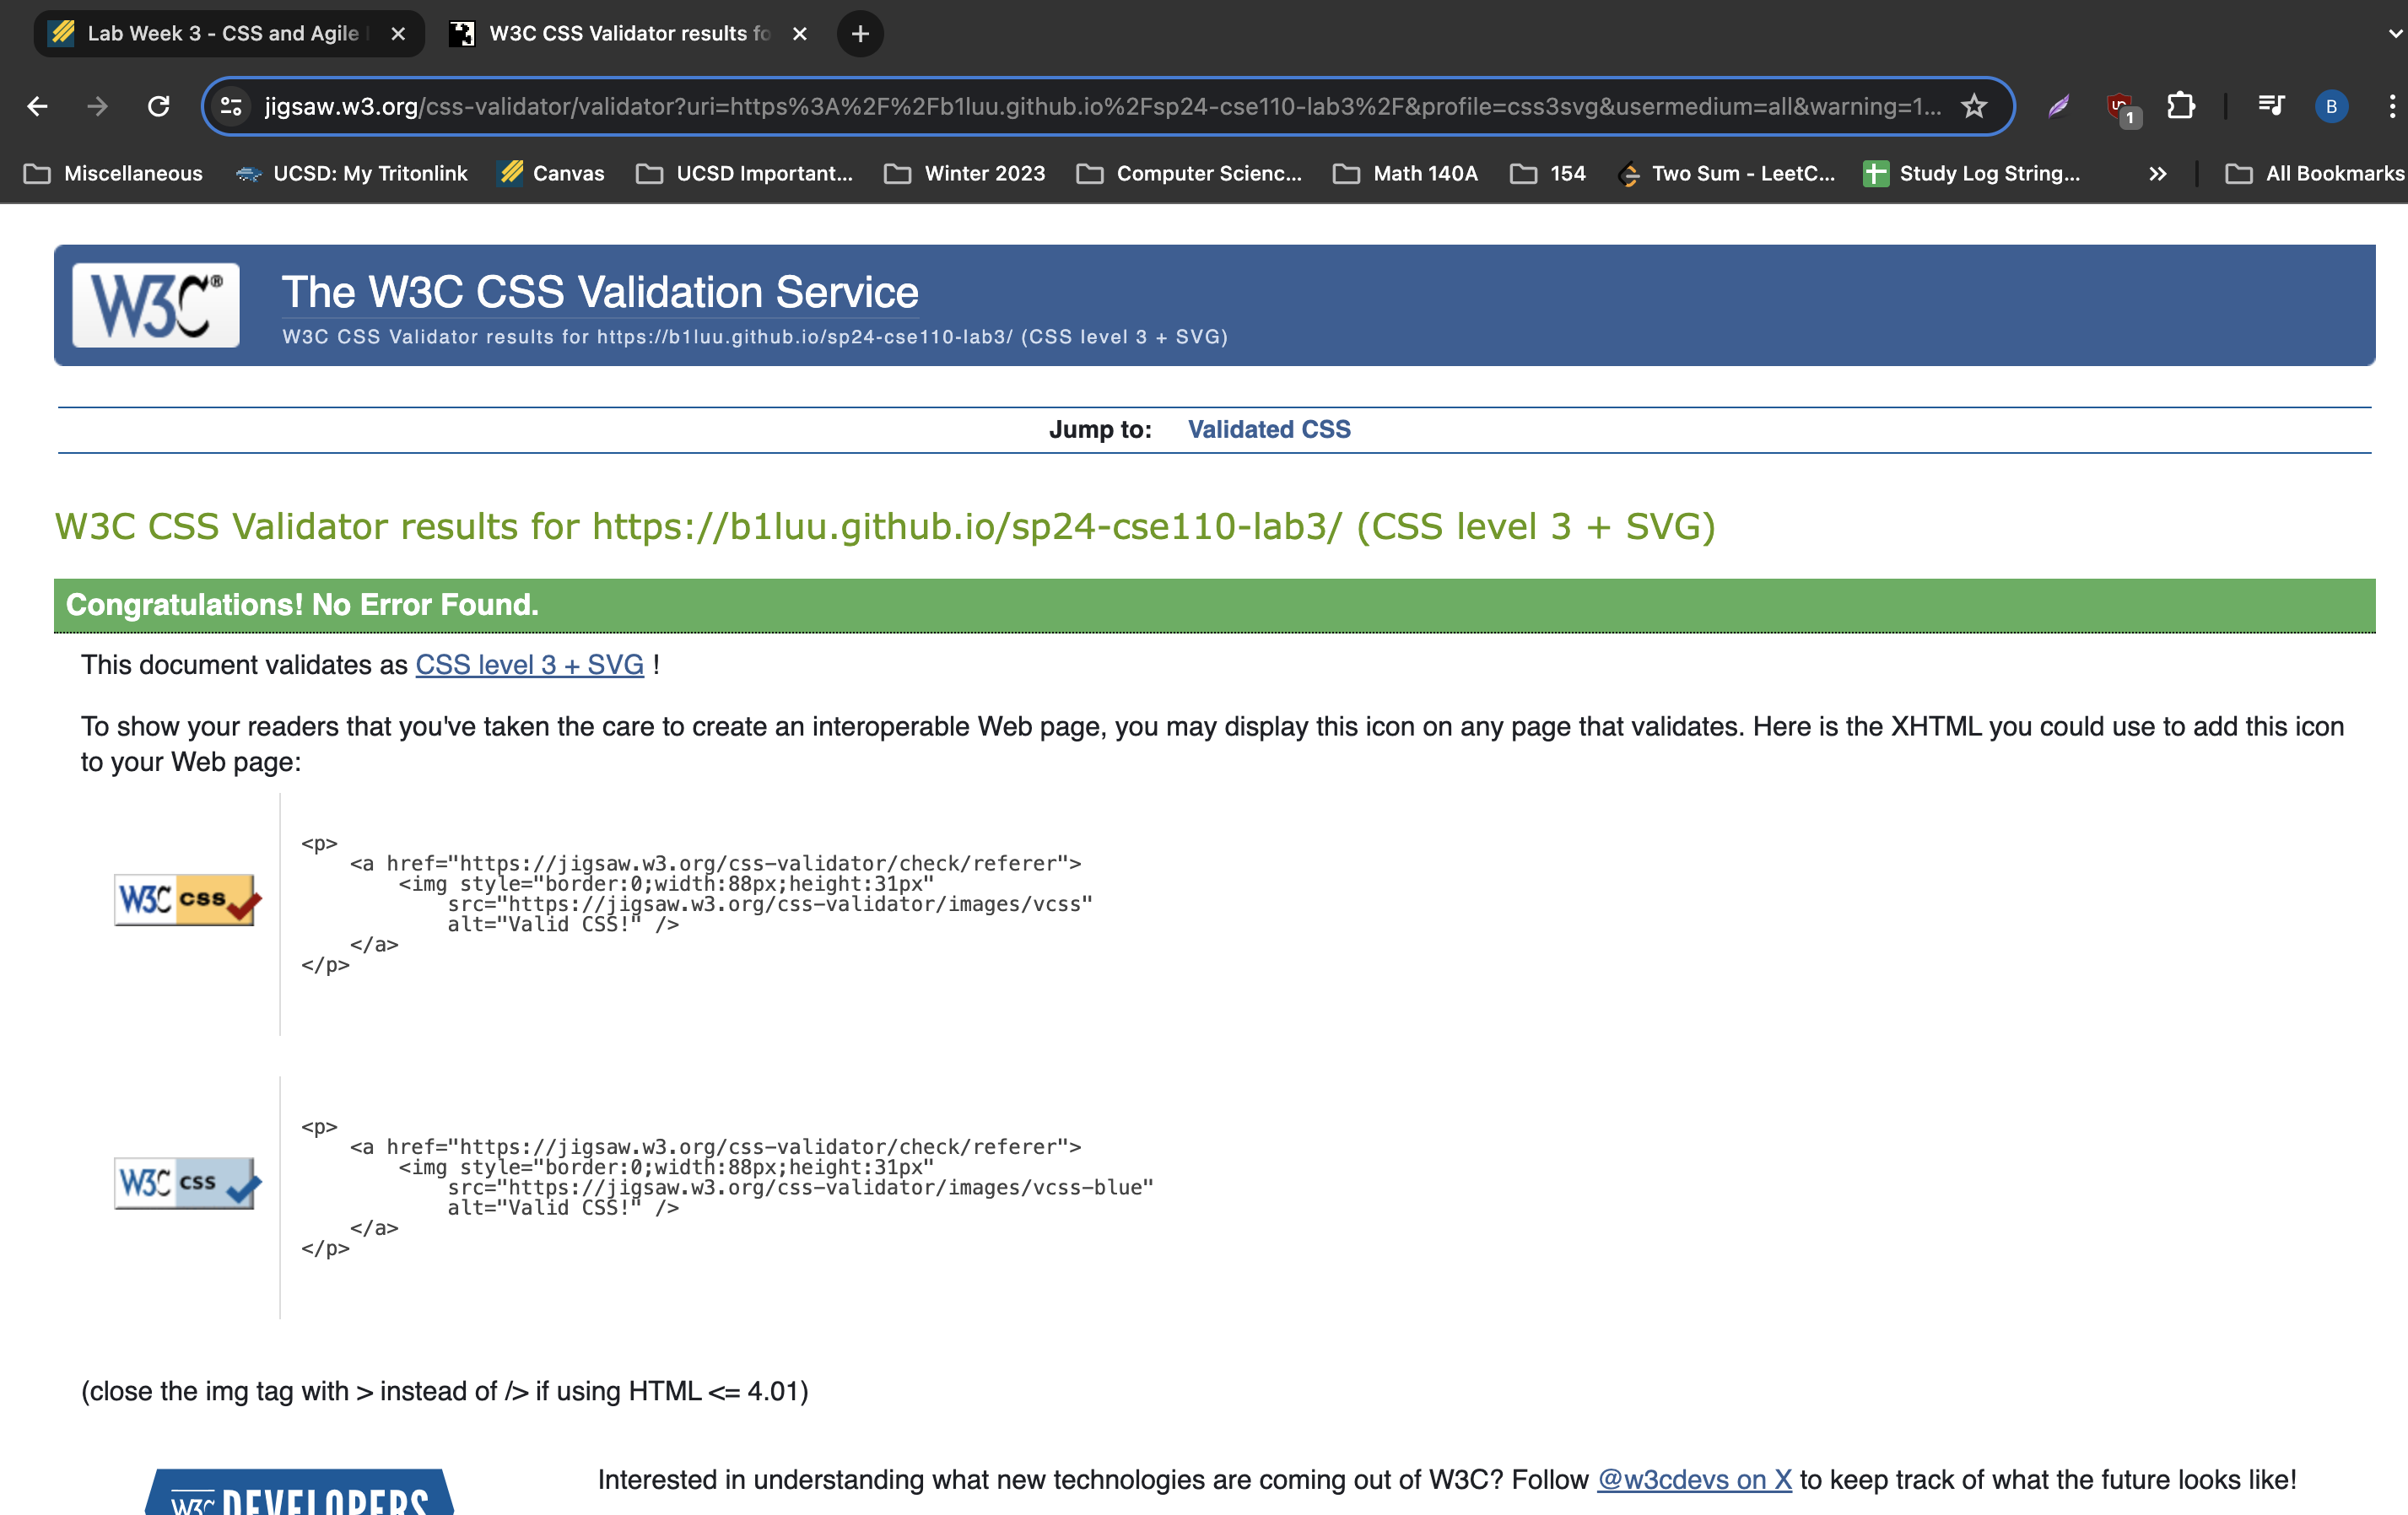 Lab Week 3 - CSS and Agile
W3C CSS Validator results fo
jigsaw.w3.org/css-validator/validator?uri=https%3A%2F%2Fb1luu.github.io%2Fsp24-cse110-lab3%2F&profile=css3svg&usermedium=all&warning=1...
1
B
Miscellaneous
UCSD: My Tritonlink
Canvas
UCSD Important...
Winter 2023
Computer Scienc...
Math 140A
154
Two Sum - LeetC...
Study Log String...
All Bookmarks
W3C®
The W3C CSS Validation Service
W3C CSS Validator results for https://b1luu.github.io/sp24-cse110-lab3/ (CSS level 3 + SVG)
Jump to: Validated CSS
W3C CSS Validator results for https://b1luu.github.io/sp24-cse110-lab3/ (CSS level 3 + SVG)
Congratulations! No Error Found.
This document validates as CSS level 3 + SVG !
To show your readers that you've taken the care to create an interoperable Web page, you may display this icon on any page that validates. Here is the XHTML you could use to add this icon
to your Web page:
W3C css
<p>
<a href="https://jigsaw.w3.org/css-validator/check/referer">
<img style="border:0;width:88px;height:31px"
src="https://jigsaw.w3.org/css-validator/images/vcss"
alt="Valid CSS!" />
</a>
</p>
W3C css
<p>
<a href="https://jigsaw.w3.org/css-validator/check/referer">
<img style="border:0;width:88px;height:31px"
src="https://jigsaw.w3.org/css-validator/images/vcss-blue"
alt="Valid CSS!" />
</a>
</p>
(close the img tag with > instead of /> if using HTML <= 4.01)
W3C DEVELOPERS
Interested in understanding what new technologies are coming out of W3C? Follow @w3cdevs on X to keep track of what the future looks like!